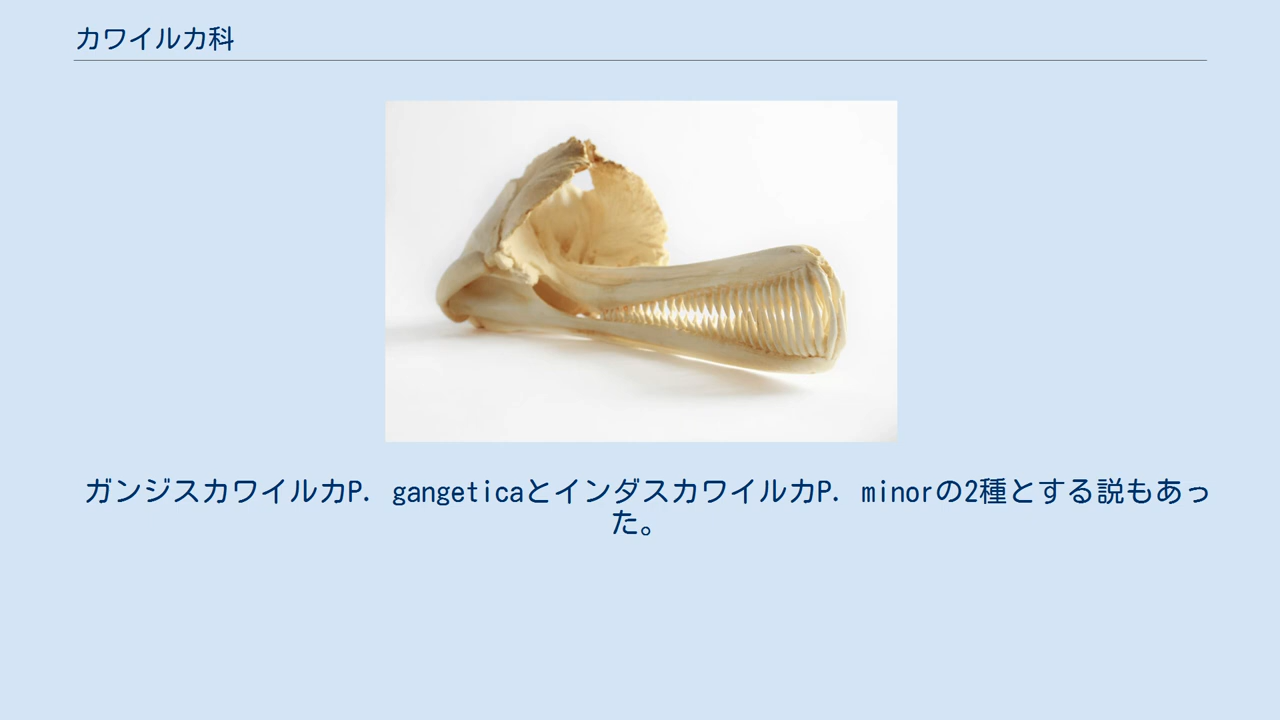 カワイルカ科
ガンジスカワイルカP. gangeticaとインダスカワイルカP. minorの2種とする説もあっ
た。